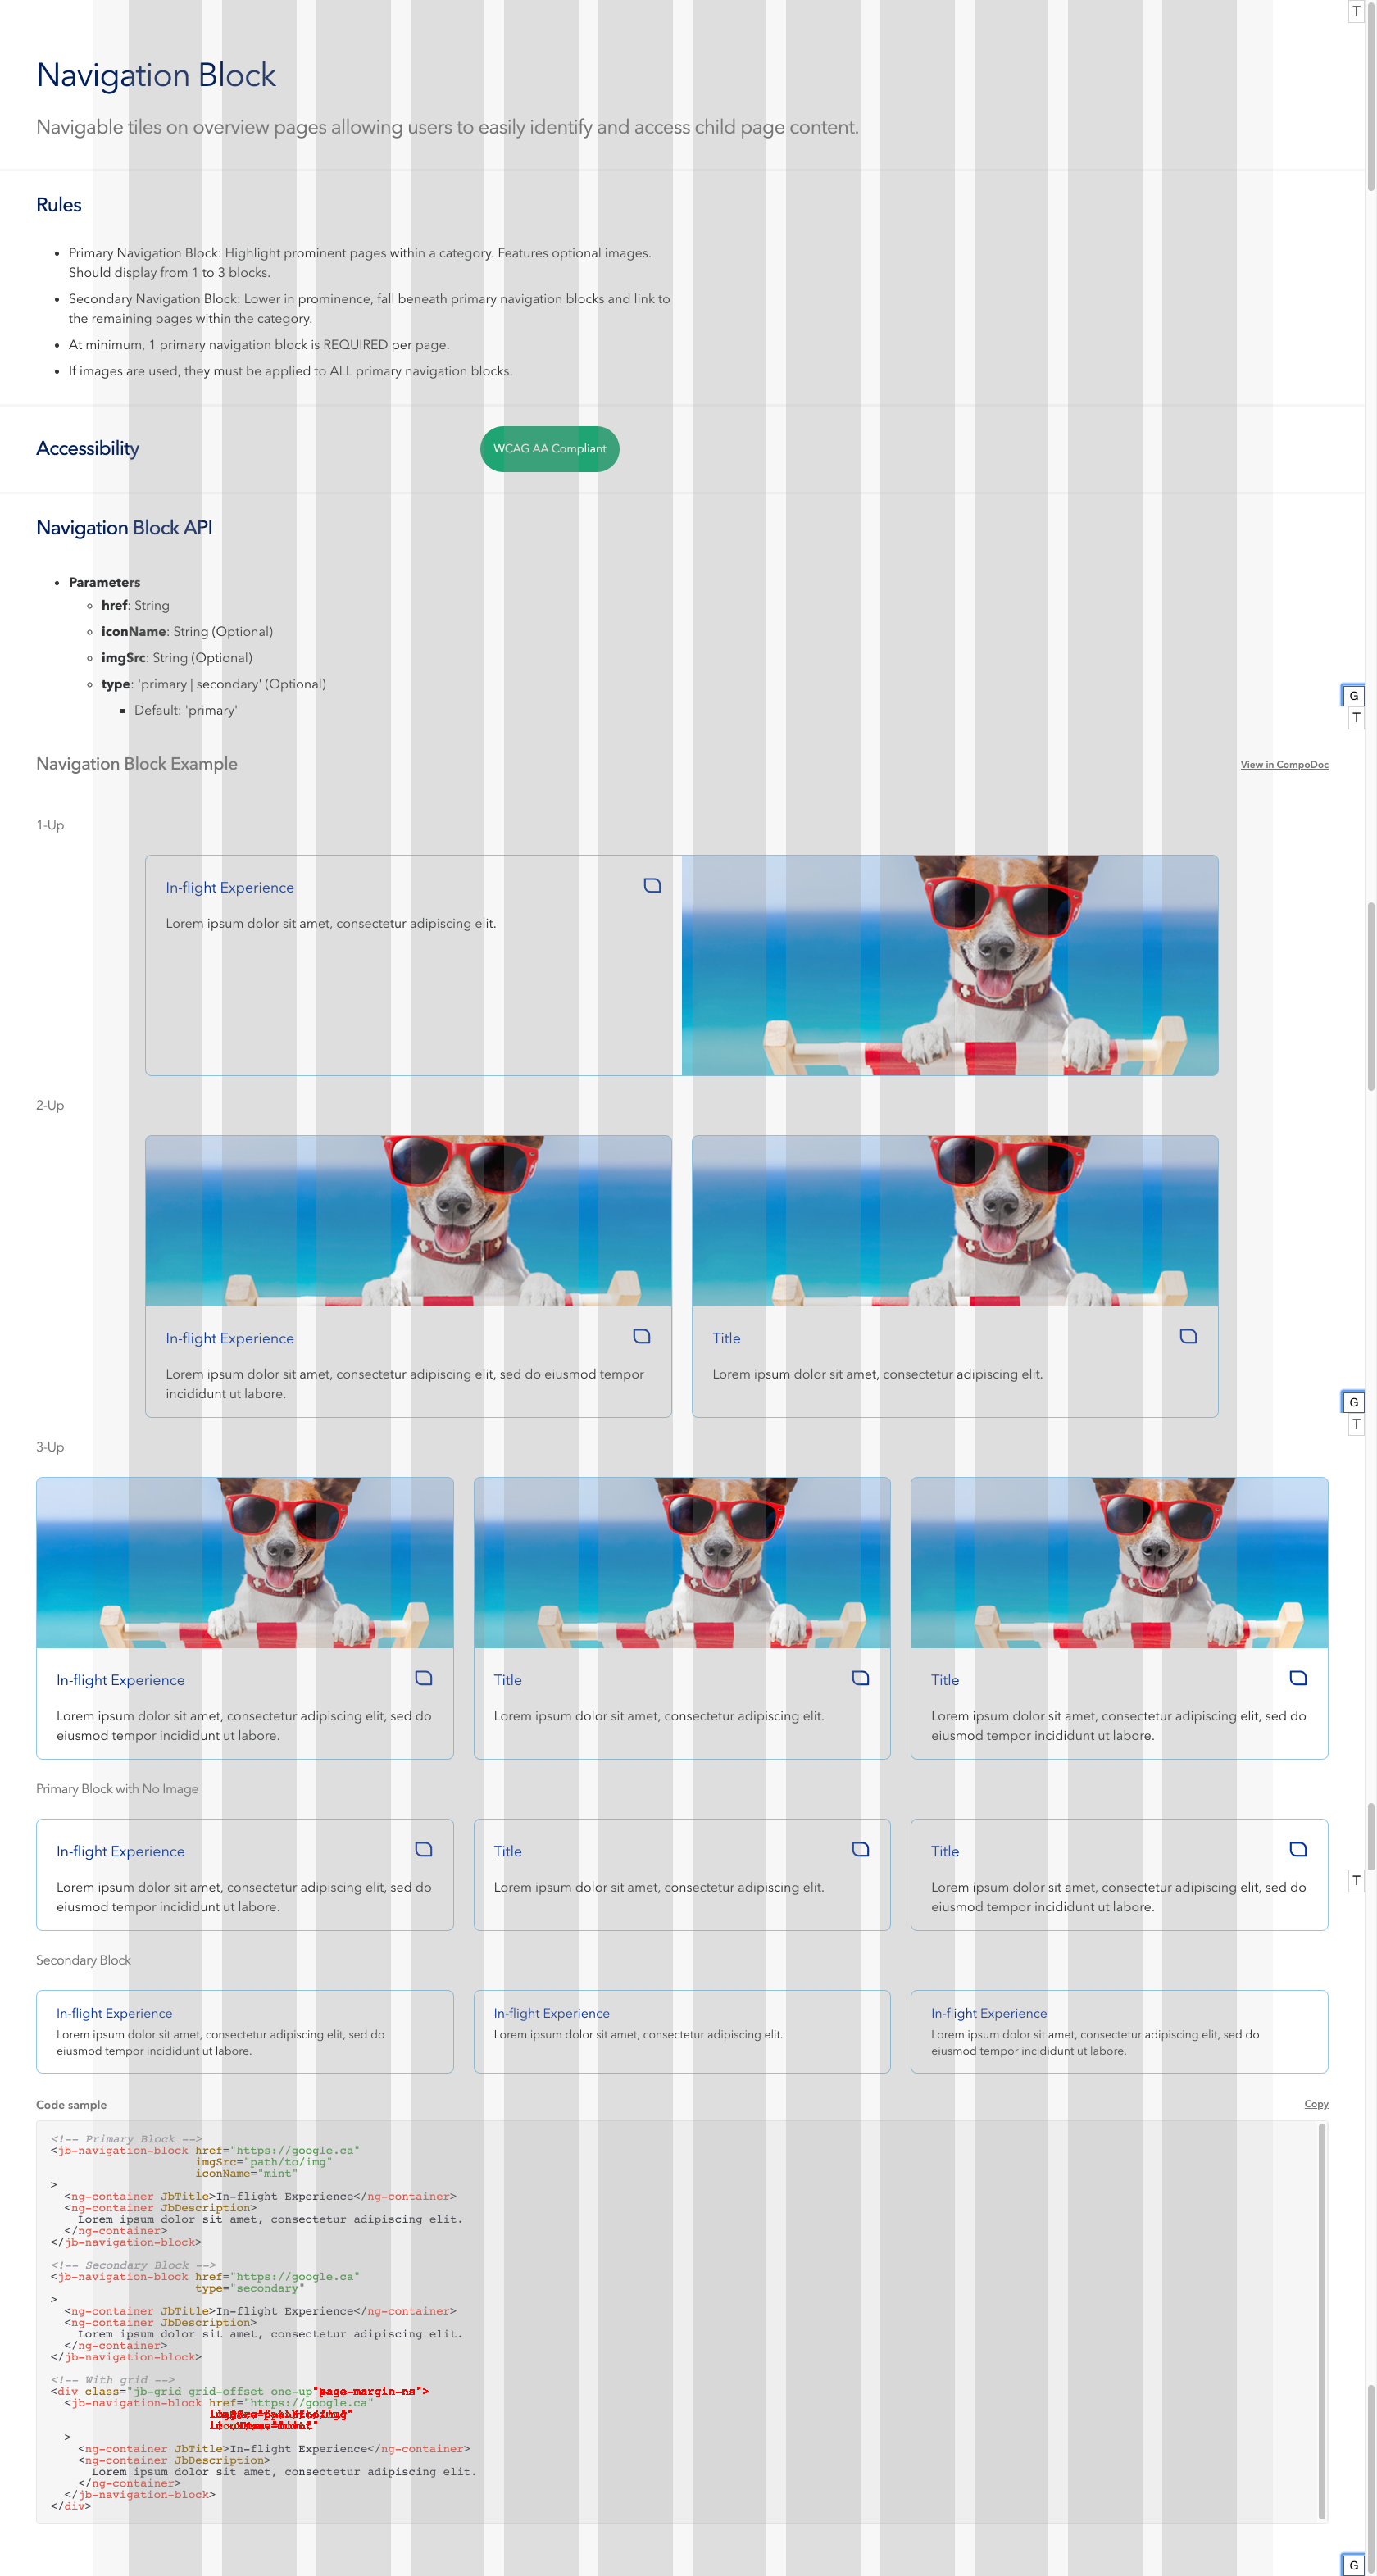 T
Navigation Block
Navigable tiles on overview pages allowing users to easily identify and access child page content.
Rules
• Primary Navigation Block: Highlight prominent pages within a category. Features optional images.
Should display from 1 to 3 blocks.
• Secondary Navigation Block: Lower in prominence, fall beneath primary navigation blocks and link to
the remaining pages within the category.
• At minimum, 1 primary navigation block is REQUIRED per page.
• If images are used, they must be applied to ALL primary navigation blocks.
Accessibility
WCAG AA Compliant
Navigation Block API
• Parameters
◦ href: String
◦ iconName: String (Optional)
◦ imgSrc: String (Optional)
◦ type: 'primary | secondary' (Optional)
▪ Default: 'primary'
G
T
Navigation Block Example
View in CompoDoc
1-Up
In-flight Experience
Lorem ipsum dolor sit amet, consectetur adipiscing elit.
2-Up
In-flight Experience
Lorem ipsum dolor sit amet, consectetur adipiscing elit, sed do eiusmod tempor
incididunt ut labore.
Title
Lorem ipsum dolor sit amet, consectetur adipiscing elit.
G
T
3-Up
In-flight Experience
Lorem ipsum dolor sit amet, consectetur adipiscing elit, sed do
eiusmod tempor incididunt ut labore.
Title
Lorem ipsum dolor sit amet, consectetur adipiscing elit.
Title
Lorem ipsum dolor sit amet, consectetur adipiscing elit, sed do
eiusmod tempor incididunt ut labore.
Primary Block with No Image
In-flight Experience
Lorem ipsum dolor sit amet, consectetur adipiscing elit, sed do
eiusmod tempor incididunt ut labore.
Title
Lorem ipsum dolor sit amet, consectetur adipiscing elit.
Title
Lorem ipsum dolor sit amet, consectetur adipiscing elit, sed do
eiusmod tempor incididunt ut labore.
T
Secondary Block
In-flight Experience
Lorem ipsum dolor sit amet, consectetur adipiscing elit, sed do
eiusmod tempor incididunt ut labore.
In-flight Experience
Lorem ipsum dolor sit amet, consectetur adipiscing elit.
In-flight Experience
Lorem ipsum dolor sit amet, consectetur adipiscing elit, sed do
eiusmod tempor incididunt ut labore.
Code sample
Copy
<!-- Primary Block -->
<jb-navigation-block href="https://google.ca"
imgSrc="path/to/img"
iconName="mint"
>
<ng-container JbTitle>In-flight Experience</ng-container>
<ng-container JbDescription>
Lorem ipsum dolor sit amet, consectetur adipiscing elit.
</ng-container>
</jb-navigation-block>
<!-- Secondary Block -->
<jb-navigation-block href="https://google.ca"
type="secondary"
>
<ng-container JbTitle>In-flight Experience</ng-container>
<ng-container JbDescription>
Lorem ipsum dolor sit amet, consectetur adipiscing elit.
</ng-container>
</jb-navigation-block>
<!-- With grid -->
<div class="jb-grid grid-offset one-up"page-margin-ns">
<jb-navigation-block href="https://google.ca"
>
<ng-container JbTitle>In-flight Experience</ng-container>
<ng-container JbDescription>
Lorem ipsum dolor sit amet, consectetur adipiscing elit.
</ng-container>
</jb-navigation-block>
</div>
G